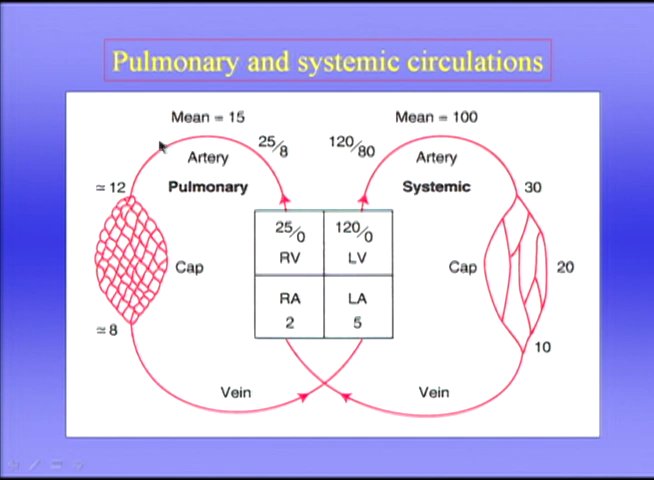 Pulmonary and systemic circulations
Mean = 15
Mean = 100
25/8
120/80
Artery
Artery
≃ 12
Pulmonary
Systemic
30
25/0
120/0
RV
LV
Cap
Cap
20
RA
LA
2
5
≃ 8
10
Vein
Vein